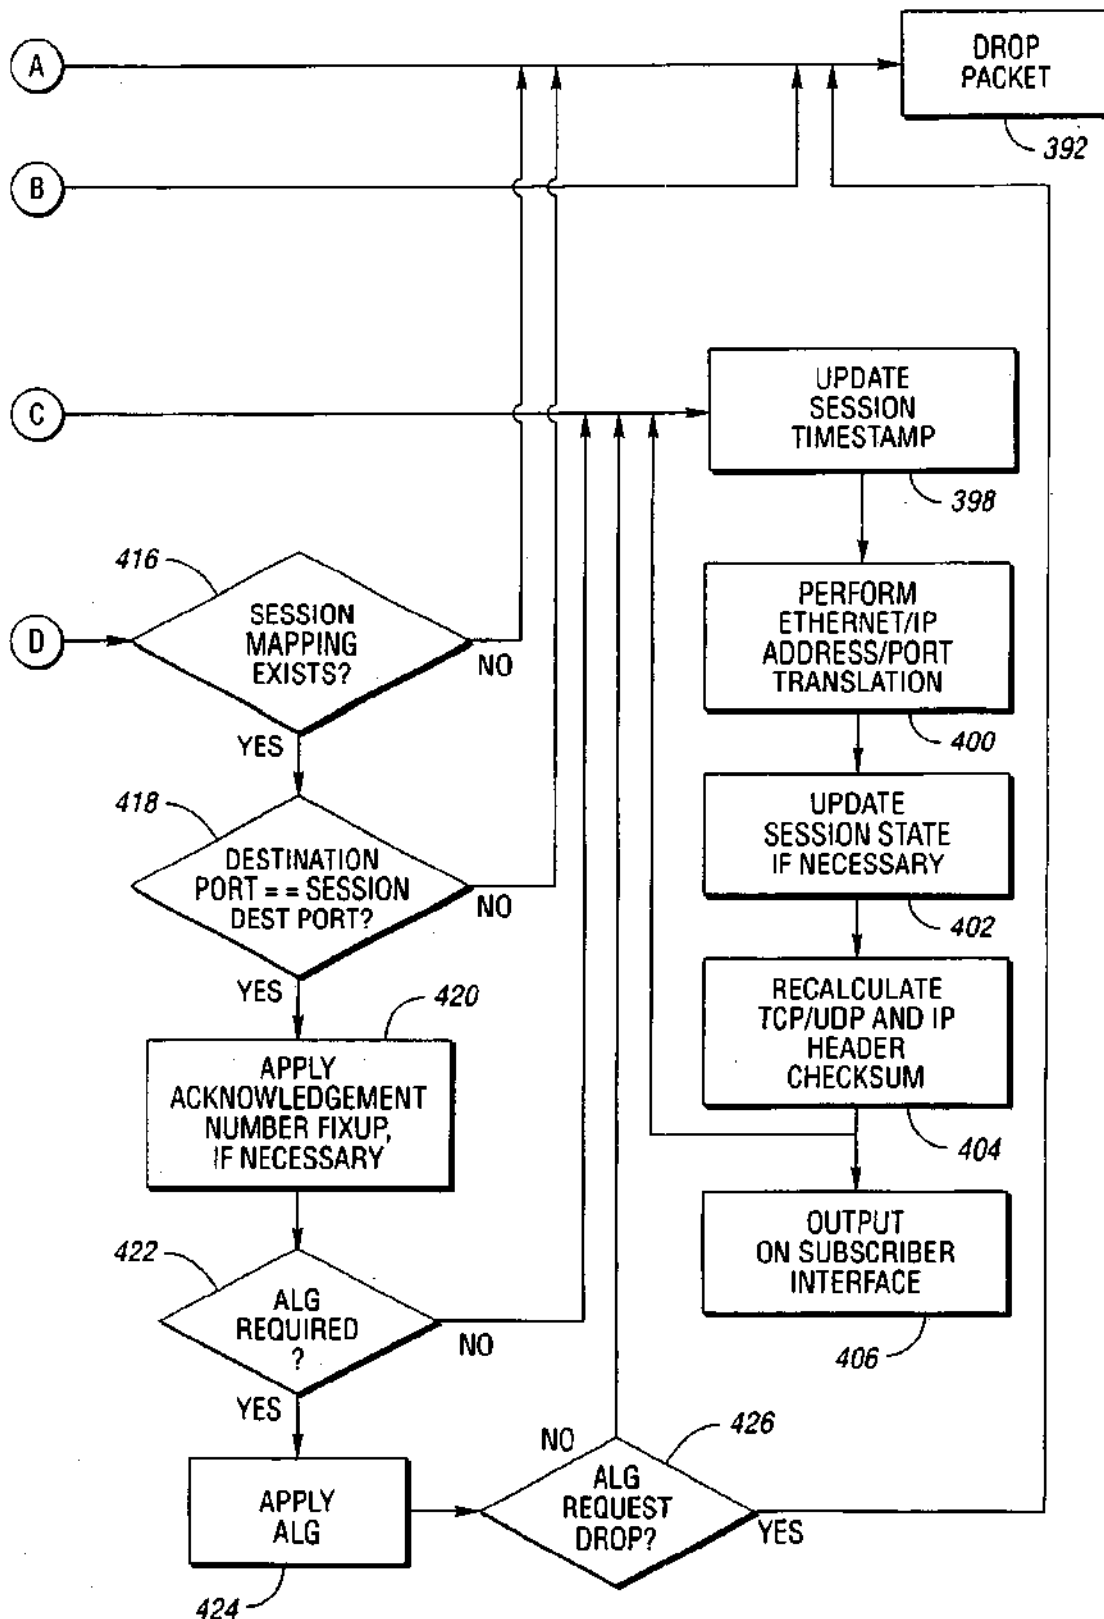 A
DROP
PACKET
392
B
C
UPDATE
SESSION
TIMESTAMP
398
416
D
SESSION
MAPPING
EXISTS?
NO
YES
PERFORM
ETHERNET/IP
ADDRESS/PORT
TRANSLATION
400
418
DESTINATION
PORT == SESSION
DEST PORT?
NO
YES
UPDATE
SESSION STATE
IF NECESSARY
402
420
APPLY
ACKNOWLEDGEMENT
NUMBER FIXUP,
IF NECESSARY
RECALCULATE
TCP/UDP AND IP
HEADER
CHECKSUM
404
422
ALG
REQUIRED
?
NO
YES
OUTPUT
ON SUBSCRIBER
INTERFACE
406
APPLY
ALG
424
426
NO
ALG
REQUEST
DROP?
YES